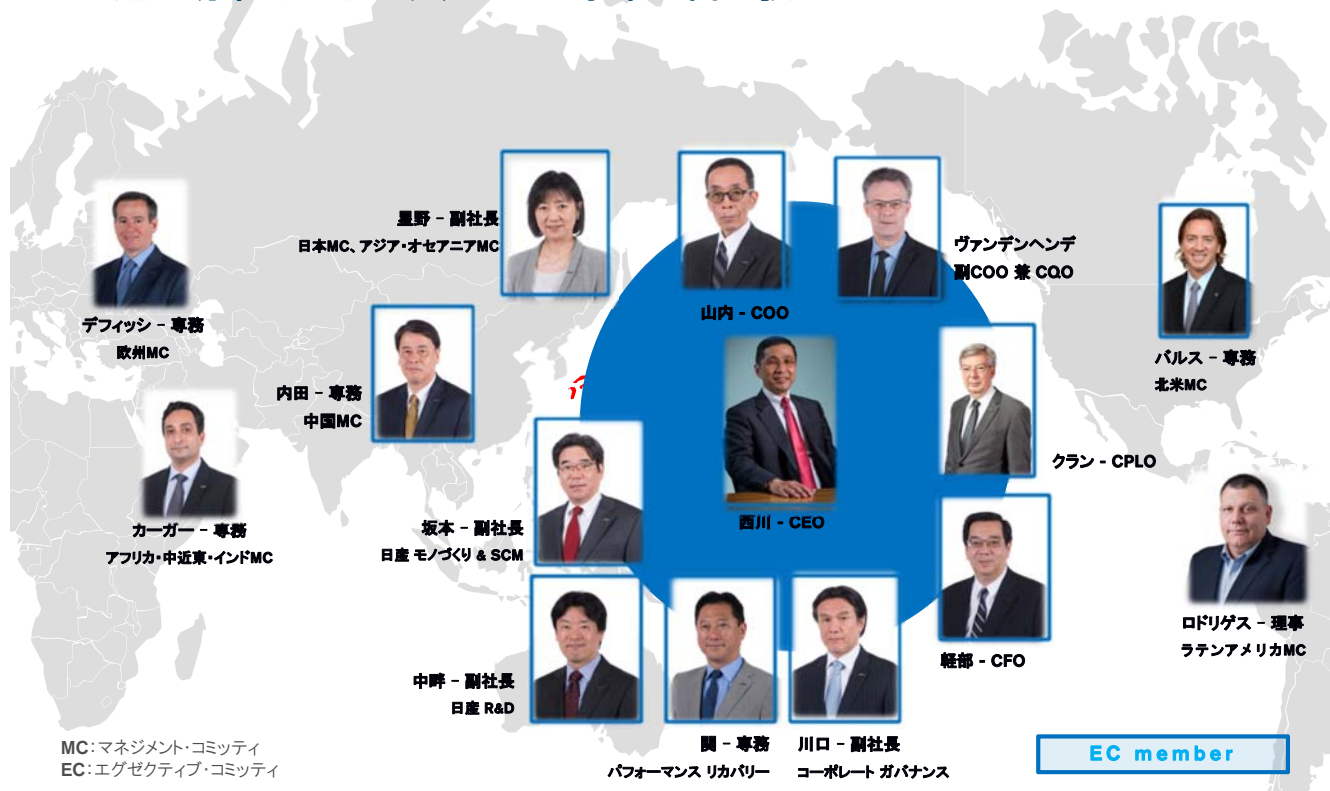 星野 - 副社長
日本MC、アジア・オセアニアMC
山内 - COO
ヴァンデンヘンデ
副COO 兼 CQO
デフィッシ - 専務
欧州MC
内田 - 専務
中国MC
バルス - 専務
北米MC
クラン - CPLO
西川 - CEO
カーガー - 専務
アフリカ・中近東・インドMC
坂本 - 副社長
日産 モノづくり & SCM
ロドリゲス - 理事
ラテンアメリカMC
軽部 - CFO
中畔 - 副社長
日産 R&D
関 - 専務
パフォーマンス リカバリー
川口 - 副社長
コーポレート ガバナンス
MC:マネジメント・コミッティ
EC:エグゼクティブ・コミッティ
EC member